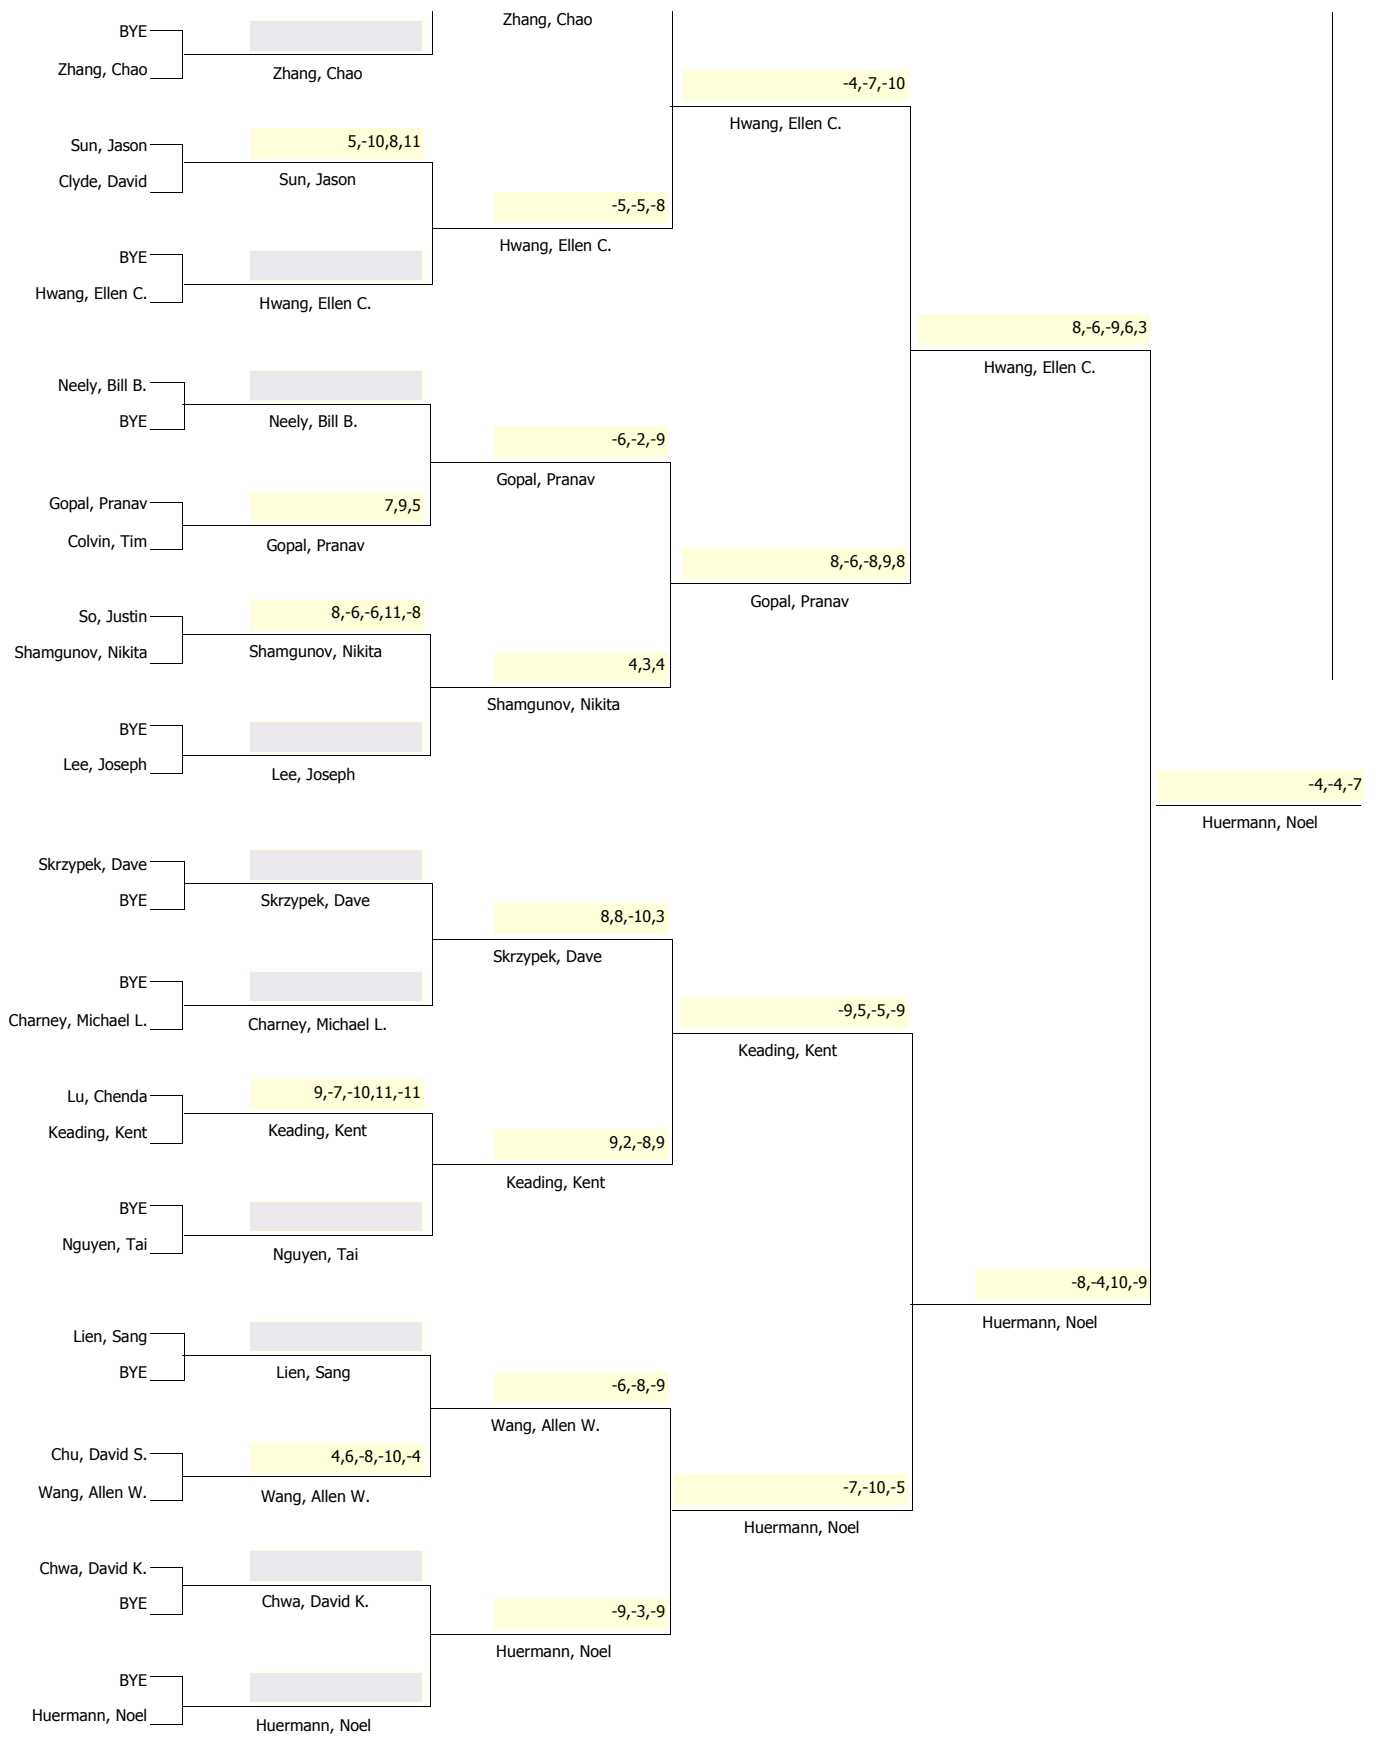 Zhang, Chao
BYE
Zhang, Chao
Zhang, Chao
-4,-7,-10
Hwang, Ellen C.
Sun, Jason
5,-10,8,11
Clyde, David
Sun, Jason
-5,-5,-8
Hwang, Ellen C.
BYE
Hwang, Ellen C.
Hwang, Ellen C.
8,-6,-9,6,3
Hwang, Ellen C.
Neely, Bill B.
BYE
Neely, Bill B.
-6,-2,-9
Gopal, Pranav
Gopal, Pranav
7,9,5
Colvin, Tim
Gopal, Pranav
8,-6,-8,9,8
Gopal, Pranav
So, Justin
8,-6,-6,11,-8
Shamgunov, Nikita
Shamgunov, Nikita
4,3,4
Shamgunov, Nikita
BYE
Lee, Joseph
Lee, Joseph
-4,-4,-7
Huermann, Noel
Skrzypek, Dave
BYE
Skrzypek, Dave
8,8,-10,3
Skrzypek, Dave
BYE
Charney, Michael L.
Charney, Michael L.
-9,5,-5,-9
Keading, Kent
Lu, Chenda
9,-7,-10,11,-11
Keading, Kent
Keading, Kent
9,2,-8,9
Keading, Kent
BYE
Nguyen, Tai
Nguyen, Tai
-8,-4,10,-9
Huermann, Noel
Lien, Sang
BYE
Lien, Sang
-6,-8,-9
Wang, Allen W.
Chu, David S.
4,6,-8,-10,-4
Wang, Allen W.
Wang, Allen W.
-7,-10,-5
Huermann, Noel
Chwa, David K.
BYE
Chwa, David K.
-9,-3,-9
Huermann, Noel
BYE
Huermann, Noel
Huermann, Noel